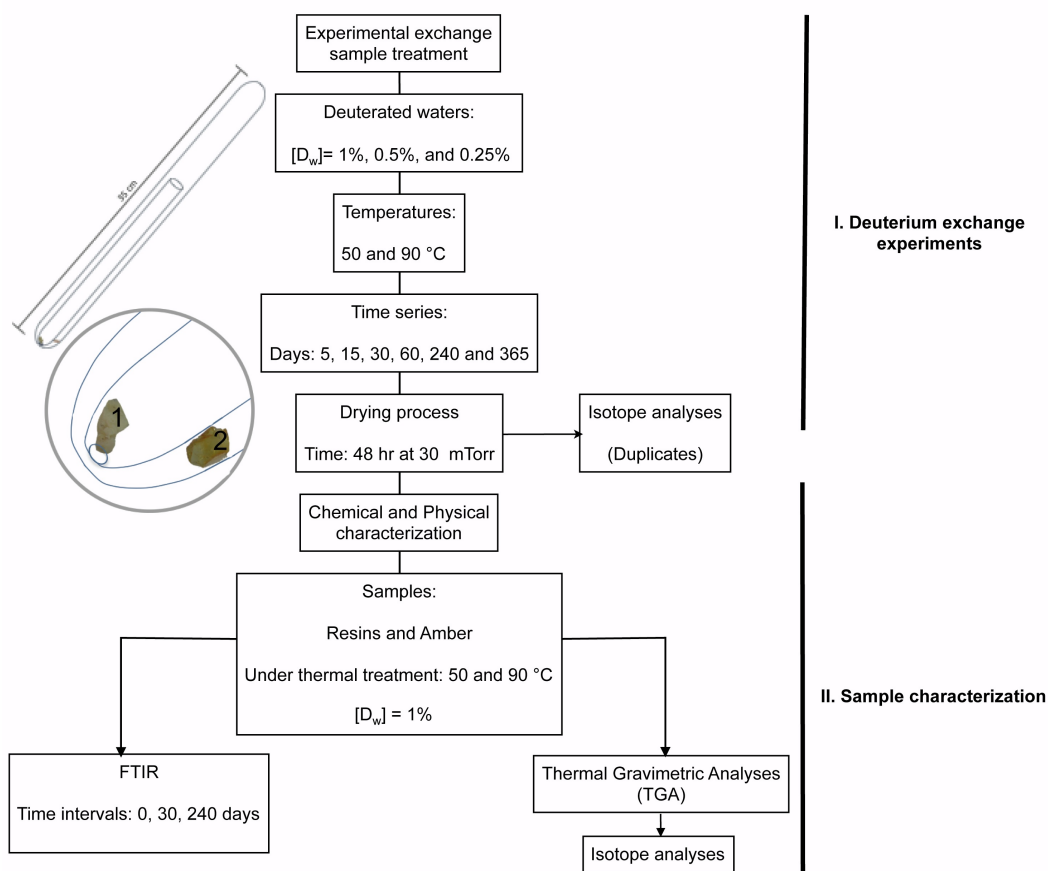 Experimental exchange
sample treatment
Deuterated waters:
[Dw]= 1%, 0.5%, and 0.25%
35 cm
Temperatures:
50 and 90 °C
I. Deuterium exchange
experiments
Time series:
Days: 5, 15, 30, 60, 240 and 365
1
2
Drying process
Time: 48 hr at 30 mTorr
Isotope analyses
(Duplicates)
Chemical and Physical
characterization
Samples:
Resins and Amber
Under thermal treatment: 50 and 90 °C
[Dw] = 1%
II. Sample characterization
FTIR
Time intervals: 0, 30, 240 days
Thermal Gravimetric Analyses
(TGA)
Isotope analyses